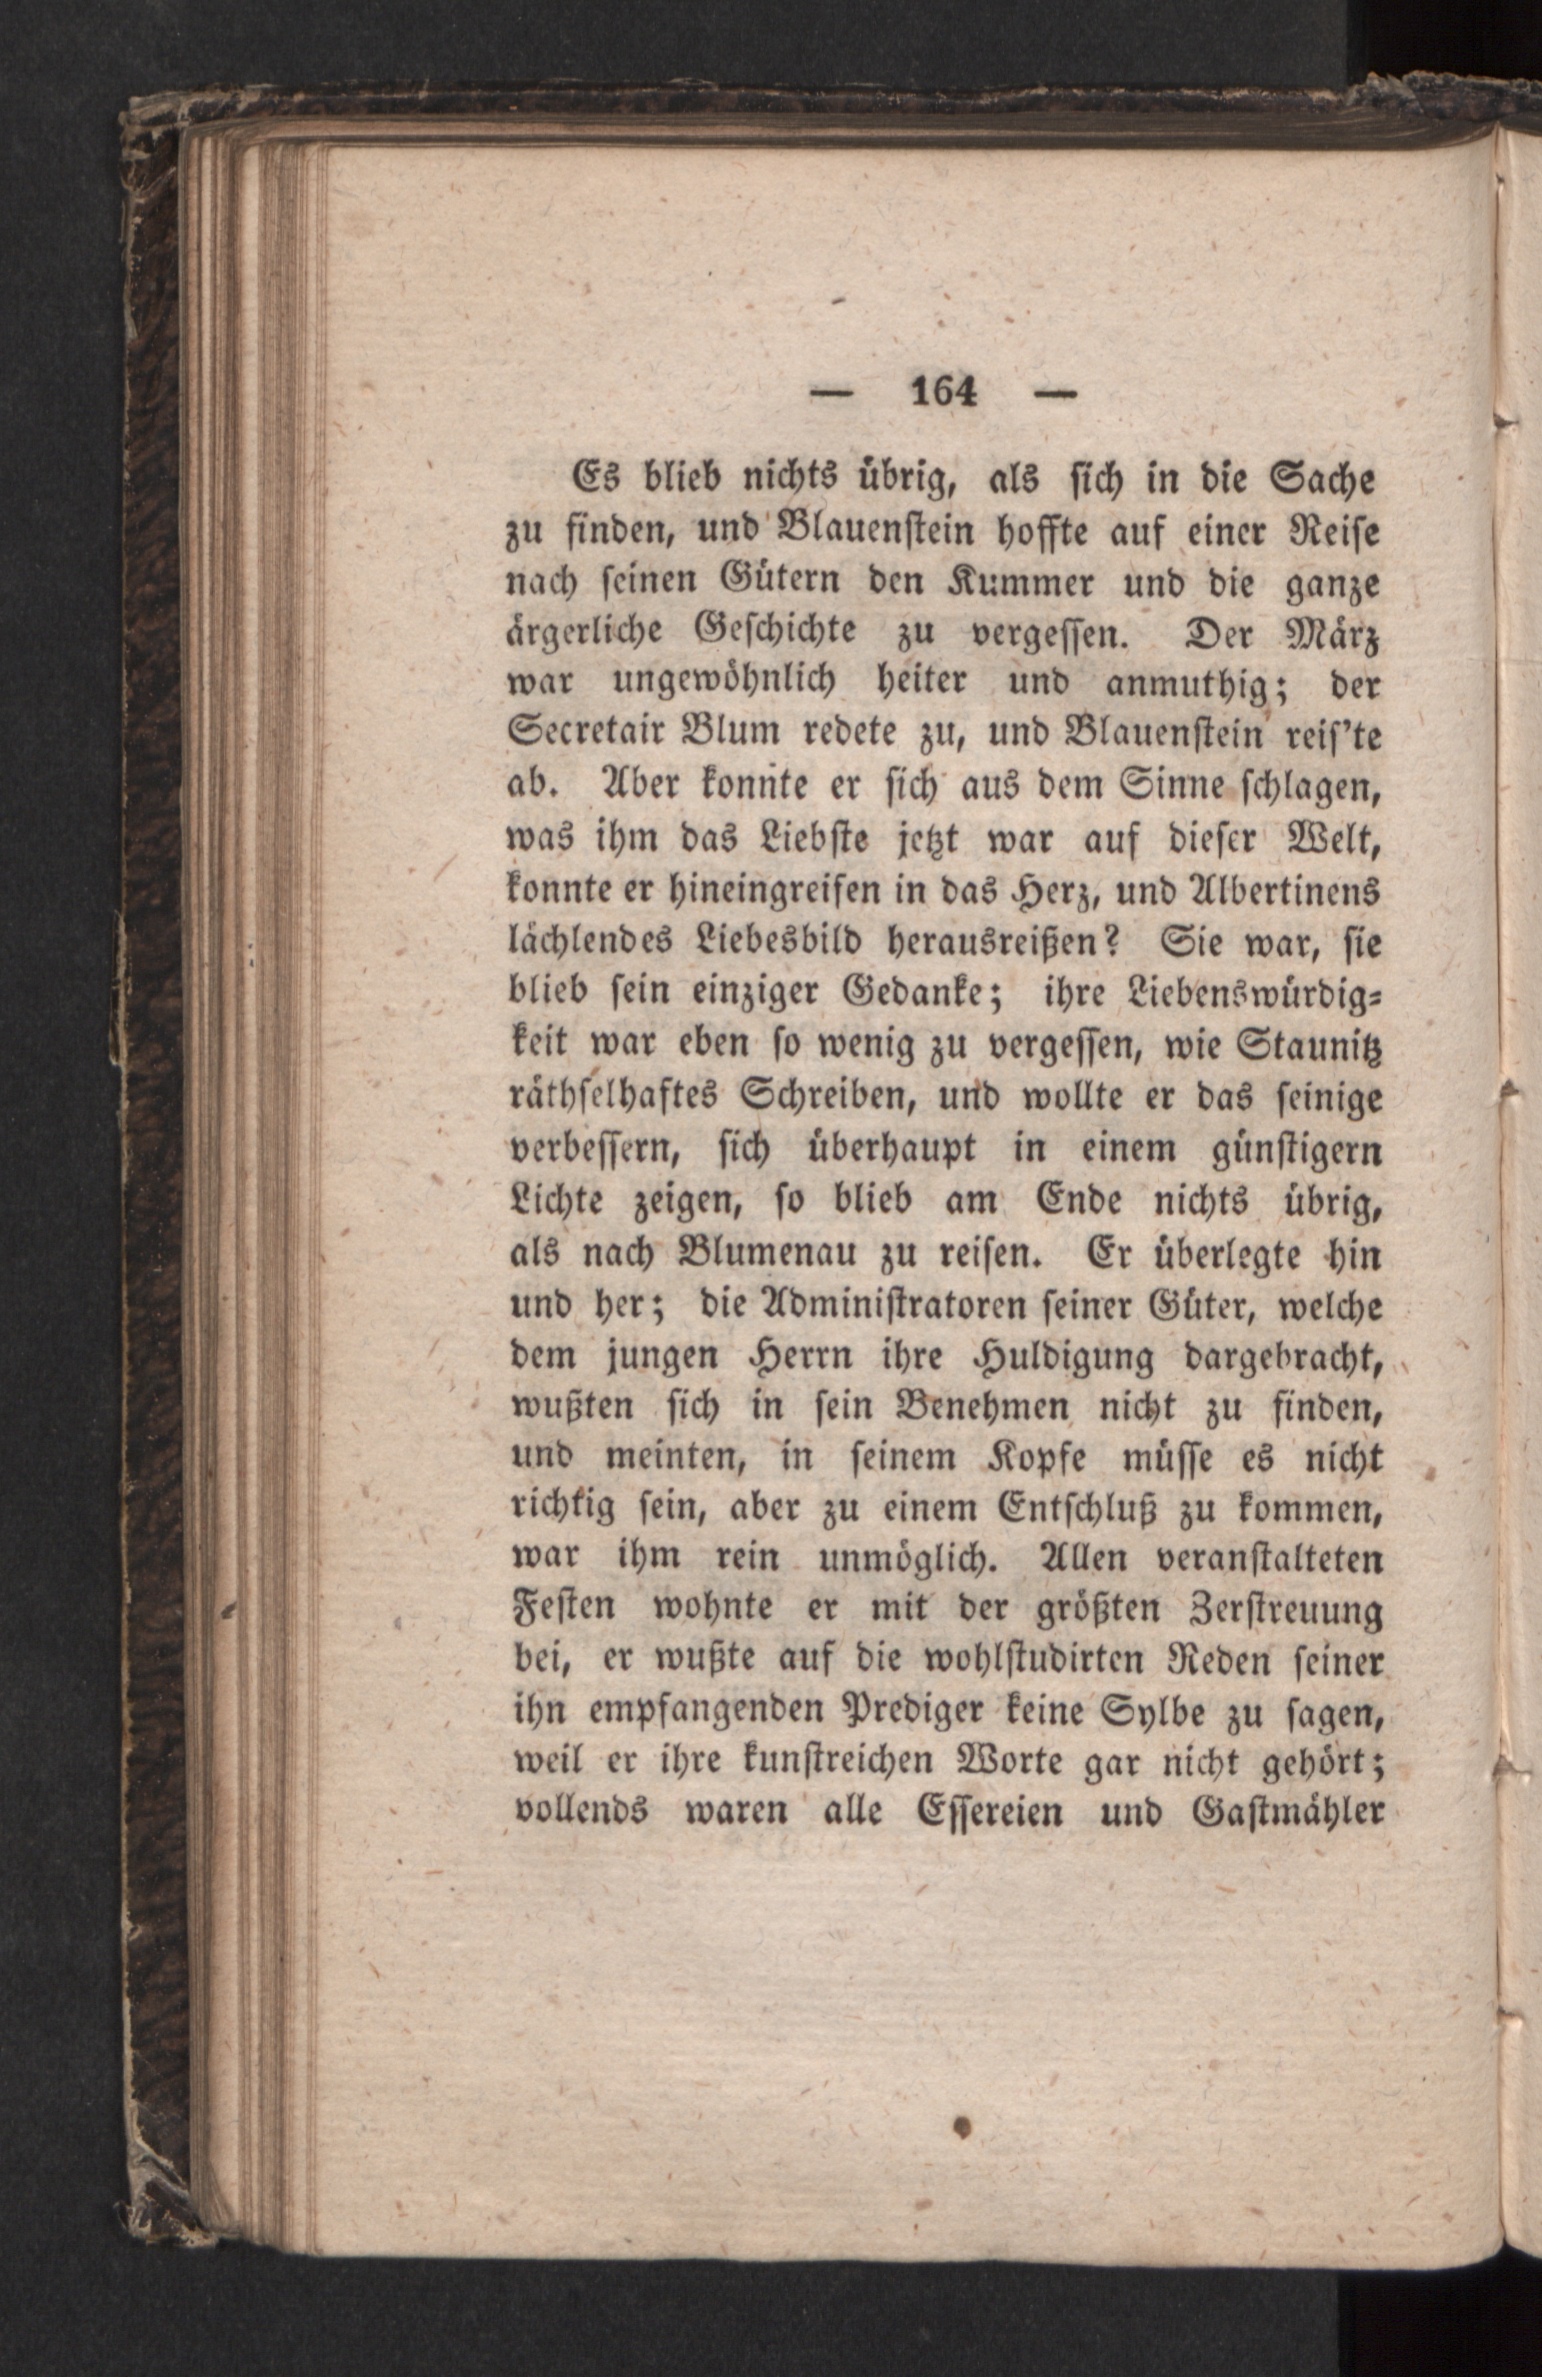 — 164 —
Es blieb nichts übrig, als ſich in die Sache
zu finden, und Blauenſtein hoffte auf einer Reiſe
nach ſeinen Gütern den Kummer und die ganze
ärgerliche Geſchichte zu vergeſſen. Der März
war ungewöhnlich heiter und anmuthig; der
Secretair Blum redete zu, und Blauenſtein reiſ'te
ab. Aber konnte er ſich aus dem Sinne ſchlagen,
was ihm das Liebſte jetzt war auf dieſer Welt,
konnte er hineingreifen in das Herz, und Albertinens
lächlendes Liebesbild herausreißen? Sie war, ſie
blieb ſein einziger Gedanke; ihre Liebenswürdig⸗
keit war eben ſo wenig zu vergeſſen, wie Staunitz
räthſelhaftes Schreiben, und wollte er das ſeinige
verbeſſern, ſich überhaupt in einem günſtigern
Lichte zeigen, ſo blieb am Ende nichts übrig,
als nach Blumenau zu reiſen. Er überlegte hin
und her; die Adminiſtratoren ſeiner Güter, welche
dem jungen Herrn ihre Huldigung dargebracht,
wußten ſich in ſein Benehmen nicht zu finden,
und meinten, in ſeinem Kopfe müſſe es nicht
richtig ſein, aber zu einem Entſchluß zu kommen,
war ihm rein unmöglich. Allen veranſtalteten
Feſten wohnte er mit der größten Zerſtreuung
bei, er wußte auf die wohlſtudirten Reden ſeiner
ihn empfangenden Prediger keine Sylbe zu ſagen,
weil er ihre kunſtreichen Worte gar nicht gehört;
vollends waren alle Eſſereien und Gaſtmähler